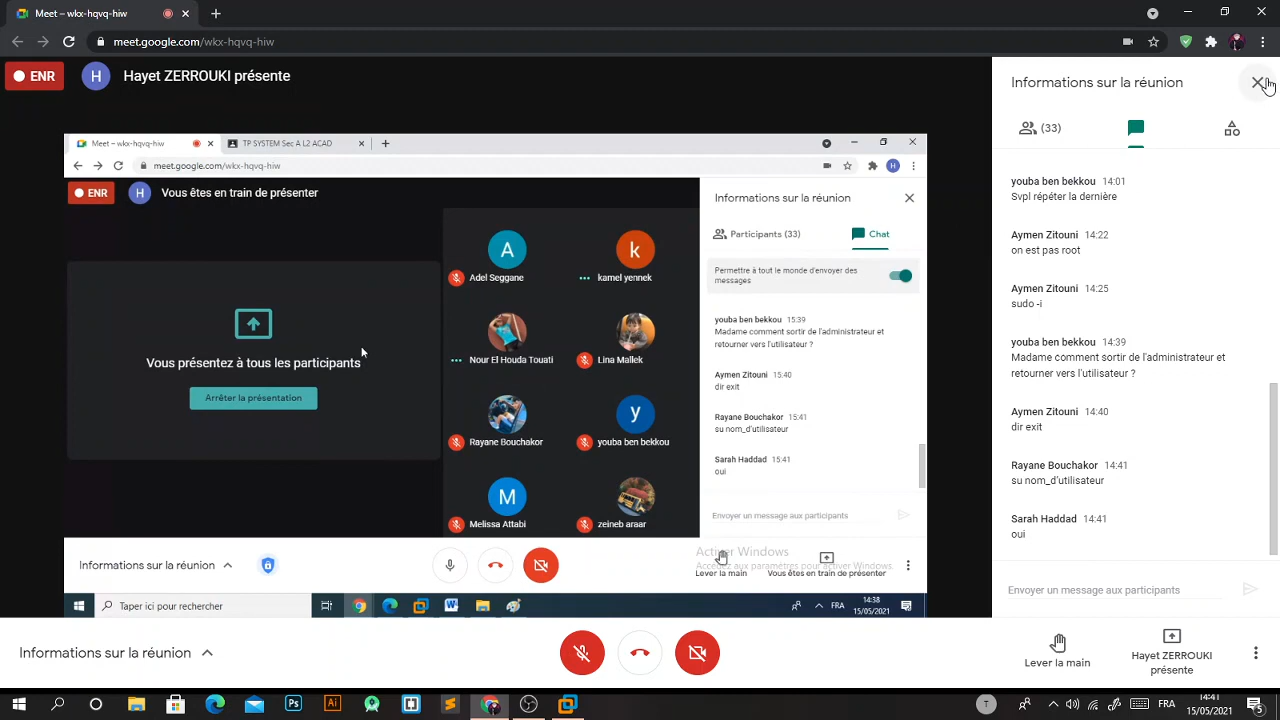 Meet – wkx-hqvq-hiw
meet.google.com/wkx-hqvq-hiw
ENR
H
Hayet ZERROUKI présente
Meet – wkx-hqvq-hiw
TP SYSTEM Sec A L2 ACAD
meet.google.com/wkx-hqvq-hiw
H
ENR
H
Vous êtes en train de présenter
Vous présentez à tous les participants
Arrêter la présentation
A
Adel Seggane
k
kamel yennek
Nour El Houda Touati
Lina Mallek
Rayane Bouchakor
y
youba ben bekkou
M
Melissa Attabi
zeineb araar
Informations sur la réunion
Participants (33)
Chat
Permettre à tout le monde d'envoyer des
messages
youba ben bekkou 15:39
Madame comment sortir de l'administrateur et
retourner vers l'utilisateur ?
Aymen Zitouni 15:40
dir exit
Rayane Bouchakor 15:41
su nom_d'utilisateur
Sarah Haddad 15:41
oui
Envoyer un message aux participants
Activer Windows
Accédez aux paramètres pour activer Windows.
Informations sur la réunion
Lever la main
Vous êtes en train de présenter
Taper ici pour rechercher
FRA
14:38
15/05/2021
Informations sur la réunion
(33)
youba ben bekkou 14:01
Svpl répéter la dernière
Aymen Zitouni 14:22
on est pas root
Aymen Zitouni 14:25
sudo -i
youba ben bekkou 14:39
Madame comment sortir de l'administrateur et
retourner vers l'utilisateur ?
Aymen Zitouni 14:40
dir exit
Rayane Bouchakor 14:41
su nom_d'utilisateur
Sarah Haddad 14:41
oui
Envoyer un message aux participants
Informations sur la réunion
Lever la main
Hayet ZERROUKI
présente
Ps
Ai
T
FRA
14:41
15/05/2021